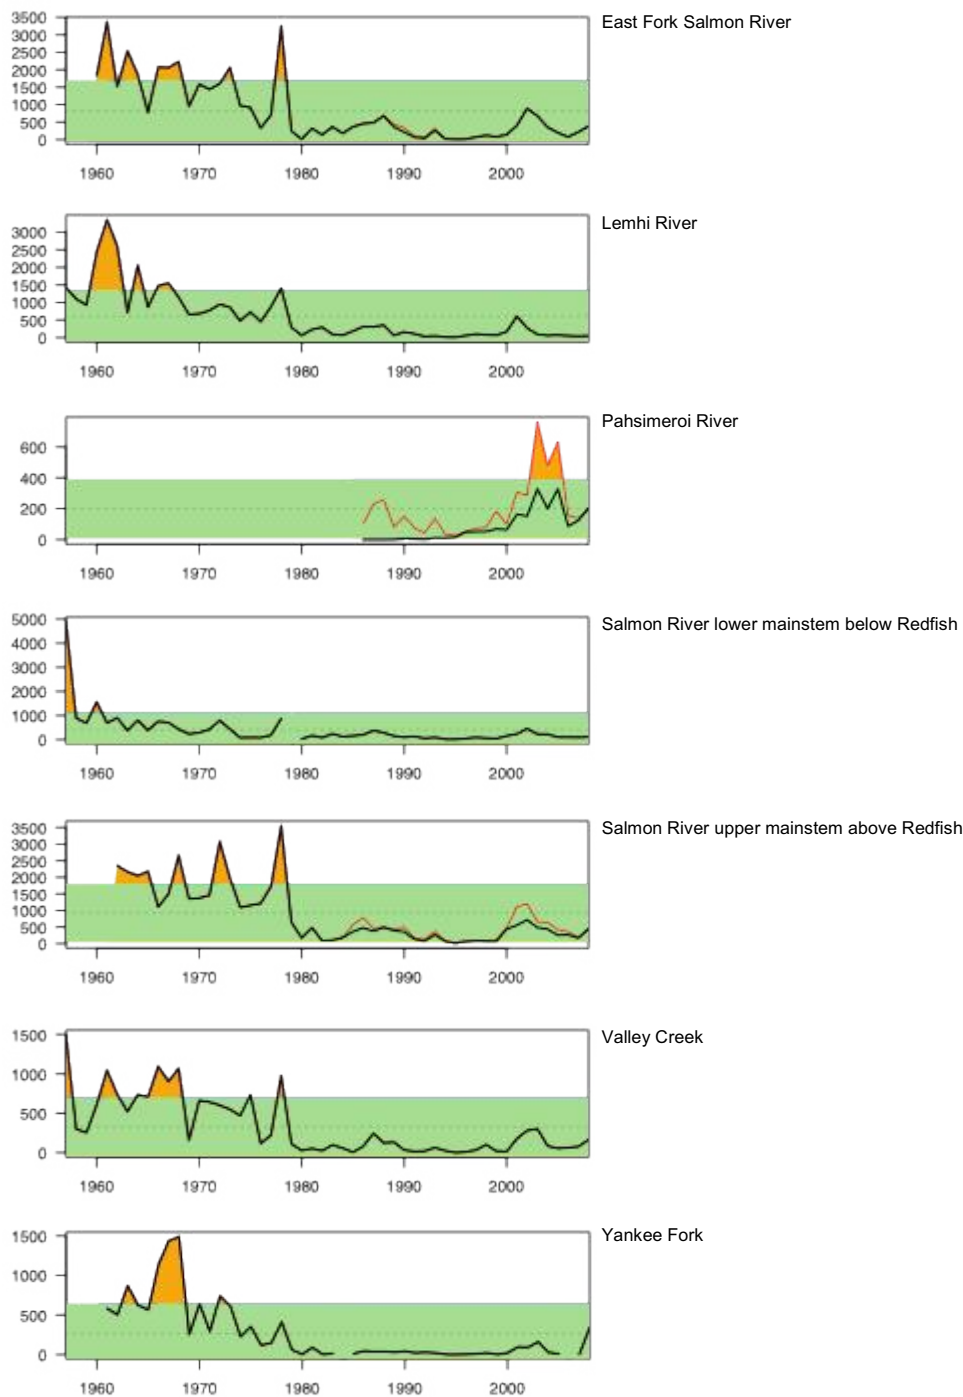 East Fork Salmon River
3500
3000
2500
2000
1500
1000
500
0
1960 1970 1980 1990 2000
Lemhi River
3000
2500
2000
1500
1000
500
0
1960 1970 1980 1990 2000
Pahsimeroi River
600
400
200
0
1960 1970 1980 1990 2000
Salmon River lower mainstem below Redfish
5000
4000
3000
2000
1000
0
1960 1970 1980 1990 2000
Salmon River upper mainstem above Redfish
3500
3000
2500
2000
1500
1000
500
0
1960 1970 1980 1990 2000
Valley Creek
1500
1000
500
0
1960 1970 1980 1990 2000
Yankee Fork
1500
1000
500
0
1960 1970 1980 1990 2000